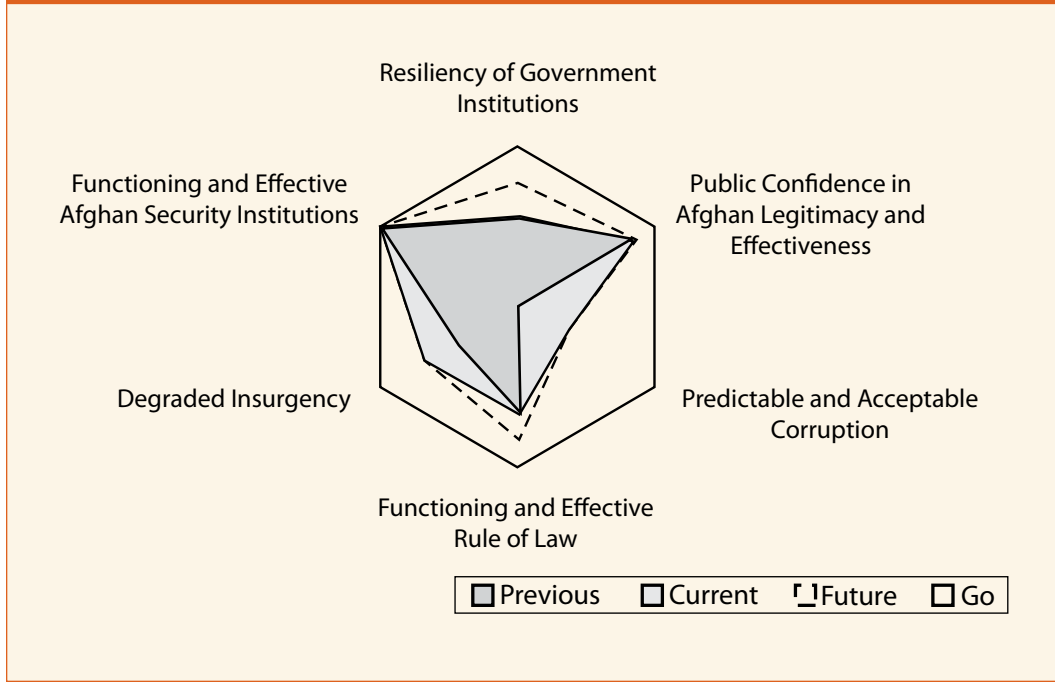 Resiliency of Government
Institutions
Functioning and Effective
Afghan Security Institutions
Public Confidence in
Afghan Legitimacy and
Effectiveness
Degraded Insurgency
Predictable and Acceptable
Corruption
Functioning and Effective
Rule of Law
Previous Current Future Go